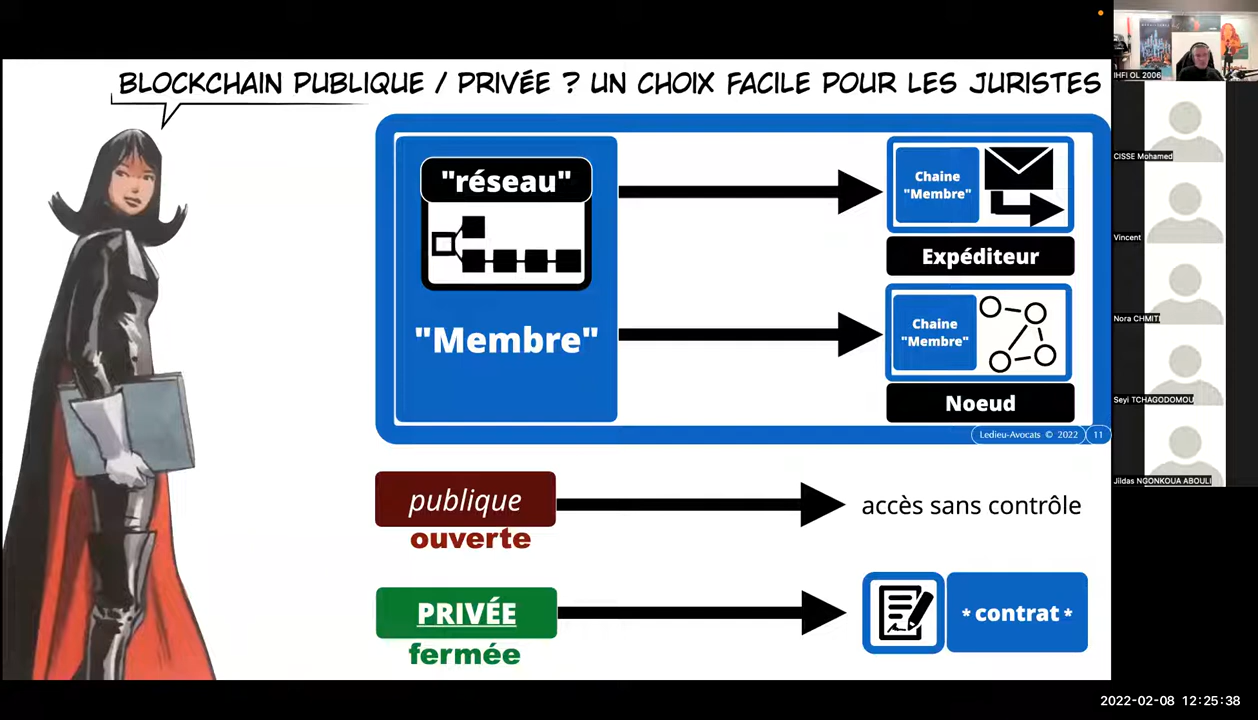 BLOCKCHAIN PUBLIQUE / PRIVÉE ? UN CHOIX FACILE POUR LES JURISTES
"réseau"
"Membre"
Chaine
"Membre"
Expéditeur
Chaine
"Membre"
Noeud
Ledieu-Avocats © 2022 11
publique
ouverte
accès sans contrôle
PRIVÉE
fermée
* contrat *
IHFI OL 2006
CISSE Mohamed
Vincent
Nora CHMITI
Seyi TCHAGODOMOU
Jildas NGONKOUA ABOULI
2022-02-08 12:25:38